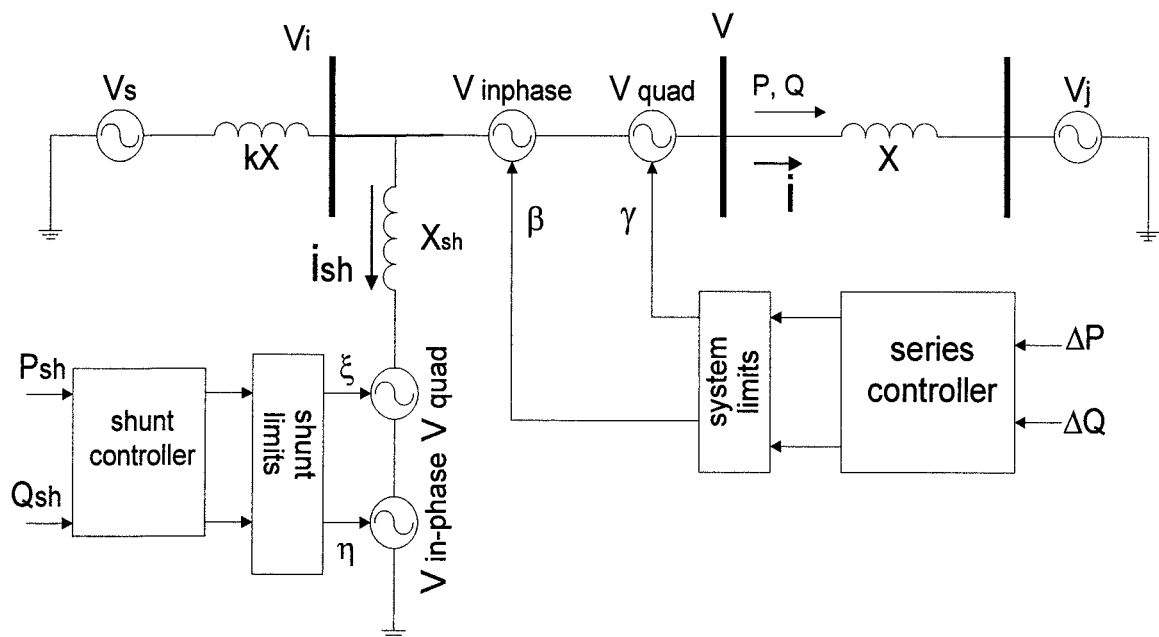 Vi
V
Vs
V inphase
V quad
P, Q
Vj
kX
X
i
Xsh
ish
β
γ
system
limits
series
controller
ΔP
ΔQ
Psh
Qsh
shunt
controller
shunt
limits
ξ
η
V quad
V in-phase